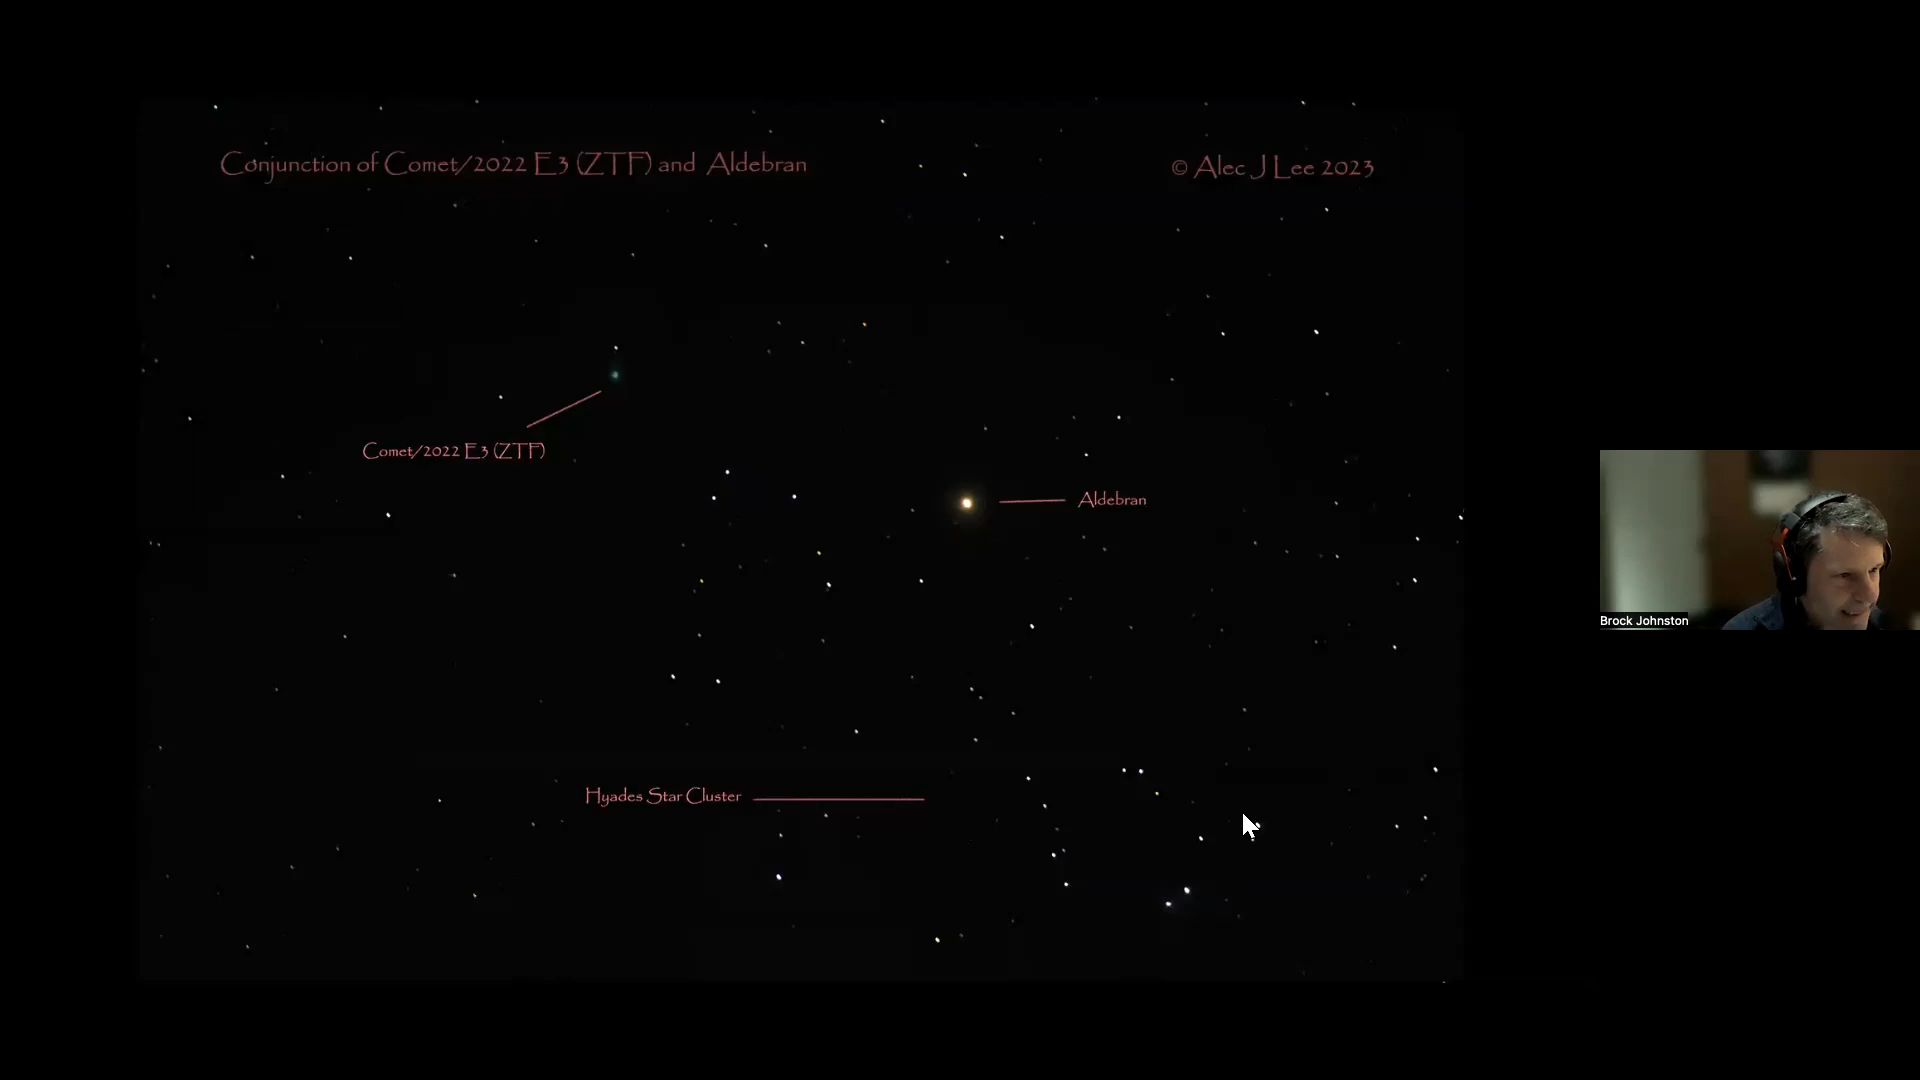 Conjunction of Comet/2022 E3 (ZTF) and Aldebran
© Alec J Lee 2023
Comet/2022 E3 (ZTF)
Aldebran
Brock Johnston
Hyades Star Cluster